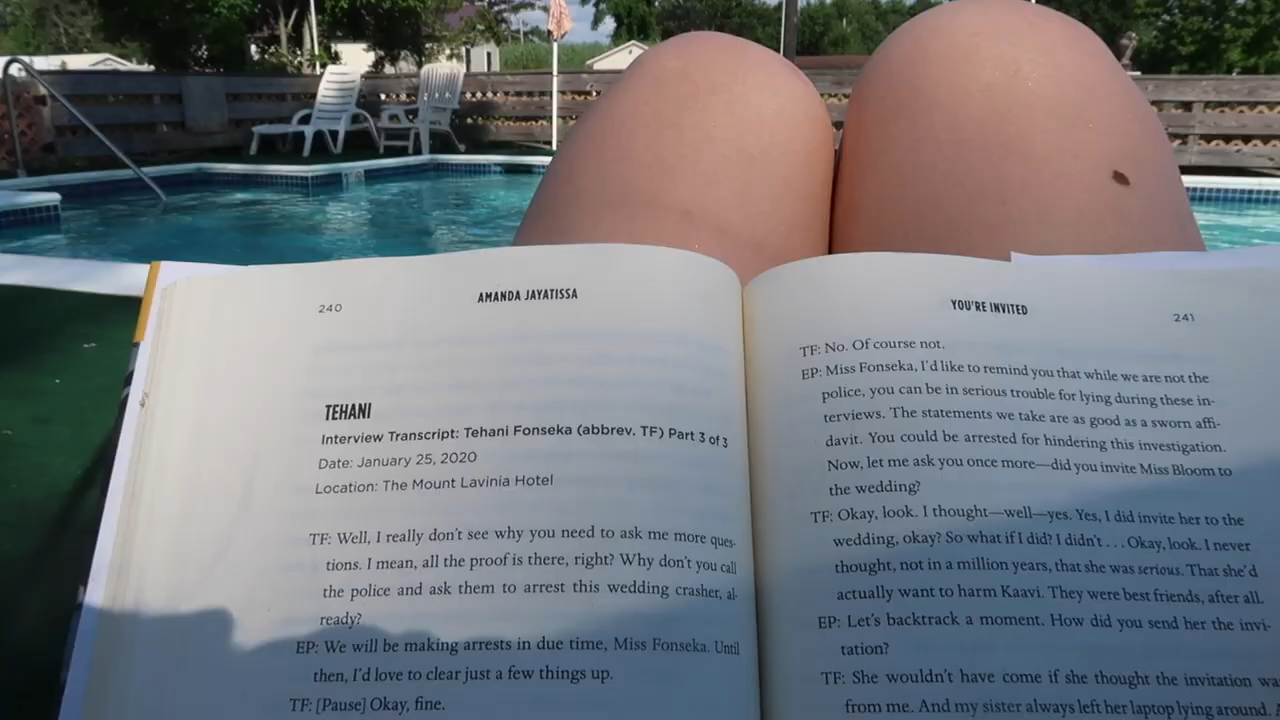 240
AMANDA JAYATISSA
TEHANI
Interview Transcript: Tehani Fonseka (abbrev. TF) Part 3 of 3
Date: January 25, 2020
Location: The Mount Lavinia Hotel
TF: Well, I really don't see why you need to ask me more ques-
tions. I mean, all the proof is there, right? Why don't you call
the police and ask them to arrest this wedding crasher, al-
ready?
EP: We will be making arrests in due time, Miss Fonseka. Until
then, I'd love to clear just a few things up.
TF: [Pause] Okay, fine.
YOU'RE INVITED
241
TF: No. Of course not.
EP: Miss Fonseka, I'd like to remind you that while we are not the
police, you can be in serious trouble for lying during these in-
terviews. The statements we take are as good as a sworn affi-
davit. You could be arrested for hindering this investigation.
Now, let me ask you once more—did you invite Miss Bloom to
the wedding?
TF: Okay, look. I thought—well—yes. Yes, I did invite her to the
wedding, okay? So what if I did? I didn't . . . Okay, look. I never
thought, not in a million years, that she was serious. That she'd
actually want to harm Kaavi. They were best friends, after all.
EP: Let's backtrack a moment. How did you send her the invi-
tation?
TF: She wouldn't have come if she thought the invitation
from me. And my sister always left her laptop lying around.